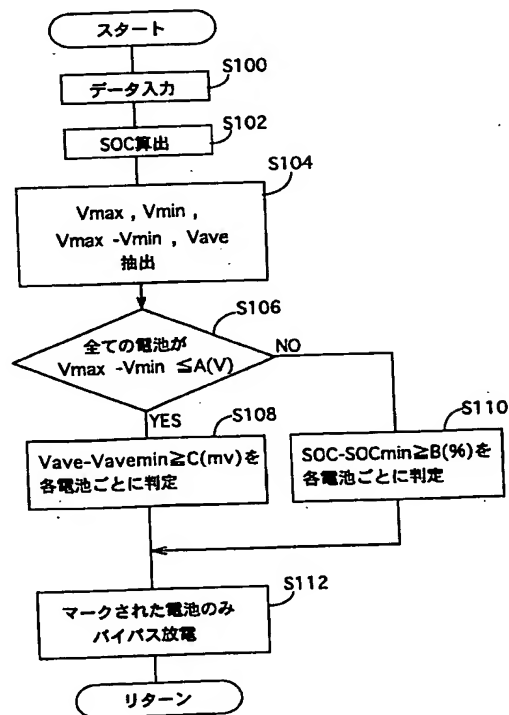 スタート
S100
データ入力
S102
SOC算出
S104
Vmax , Vmin ,
Vmax -Vmin , Vave
抽出
S106
全ての電池が
Vmax -Vmin ≦A(V)
NO
YES
S108
Vave-Vavemin≧C(mv)を
各電池ごとに判定
S110
SOC-SOCmin≧B(%)を
各電池ごとに判定
S112
マークされた電池のみ
バイパス放電
リターン